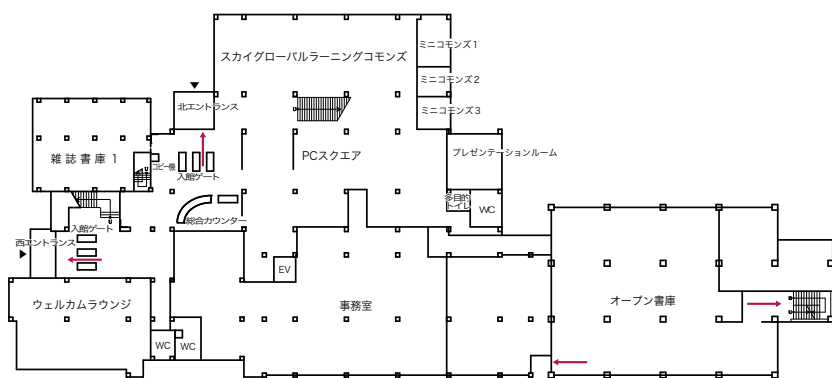 スカイグローバルラーニングコモンズ
ミニコモンズ1
ミニコモンズ2
ミニコモンズ3
北エントランス
雑誌書庫1
コピー機
入館ゲート
PCスクエア
プレゼンテーションルーム
多目的
トイレ
WC
総合カウンター
入館ゲート
西エントランス
EV
ウェルカムラウンジ
事務室
オープン書庫
WC
WC